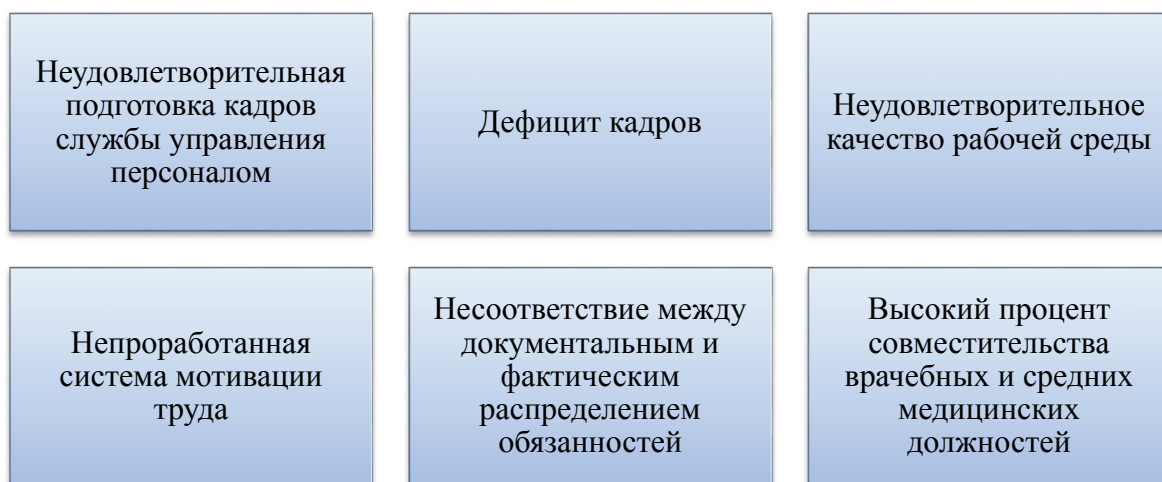 Неудовлетворительная
подготовка кадров
службы управления
персоналом
Дефицит кадров
Неудовлетворительное
качество рабочей среды
Непроработанная
система мотивации
труда
Несоответствие между
документальным и
фактическим
распределением
обязанностей
Высокий процент
совместительства
врачебных и средних
медицинских
должностей